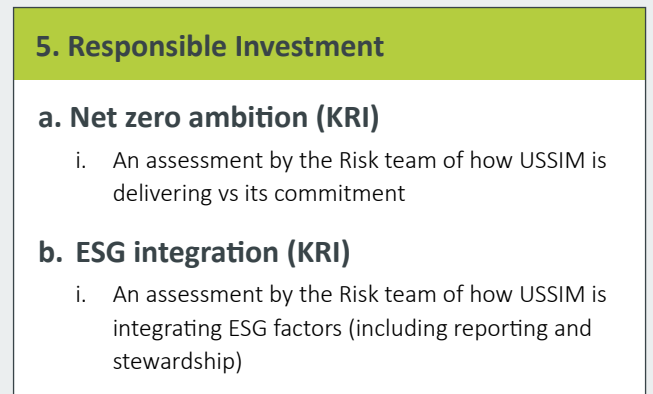 5. Responsible Investment
a. Net zero ambition (KRI)
i. An assessment by the Risk team of how USSIM is
delivering vs its commitment
b. ESG integration (KRI)
i. An assessment by the Risk team of how USSIM is
integrating ESG factors (including reporting and
stewardship)